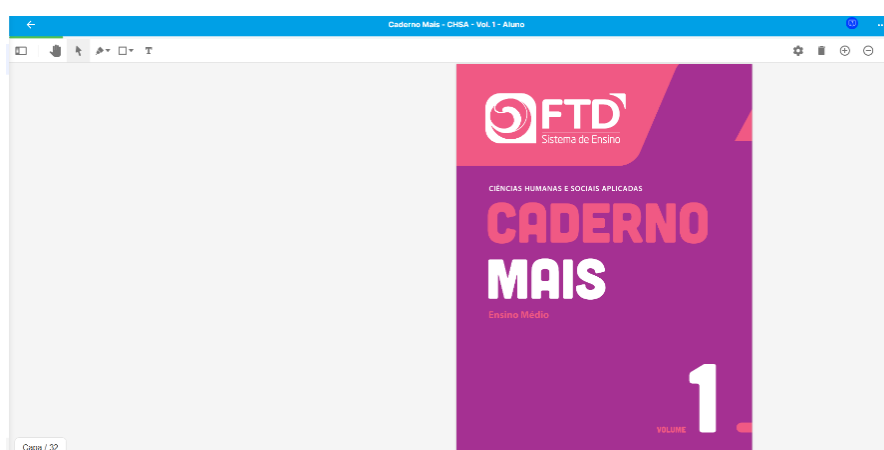 Caderno Mais - CHSA - Vol. 1 - Aluno
T
FTD
Sistema de Ensino
CIÊNCIAS HUMANAS E SOCIAIS APLICADAS
CADERNO
MAIS
Ensino Médio
VOLUME 1
Capa / 32